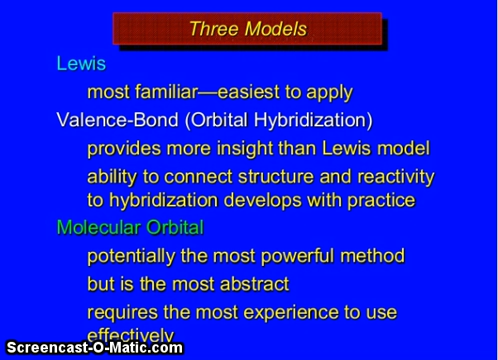 Three Models
Lewis
most familiar—easiest to apply
Valence-Bond (Orbital Hybridization)
provides more insight than Lewis model
ability to connect structure and reactivity
to hybridization develops with practice
Molecular Orbital
potentially the most powerful method
but is the most abstract
requires the most experience to use
effectively
Screencast-O-Matic.com